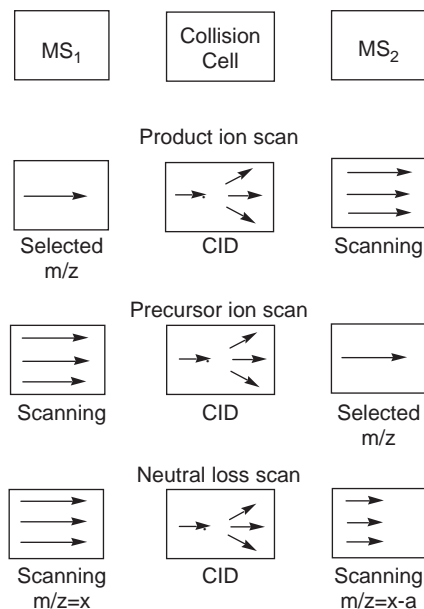 MS1
Collision
Cell
MS2
Product ion scan
Selected
m/z
CID
Scanning
Precursor ion scan
Scanning
CID
Selected
m/z
Neutral loss scan
Scanning
m/z=x
CID
Scanning
m/z=x-a